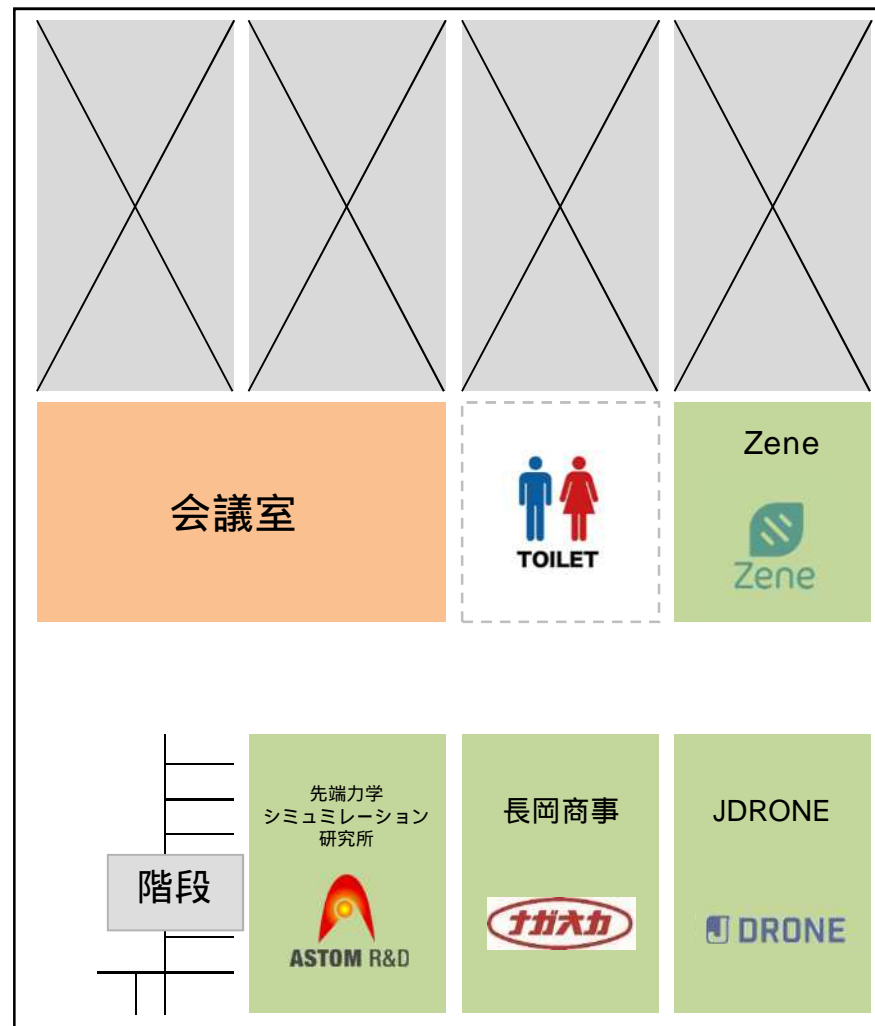 会議室
TOILET
Zene
Zene
階段
先端力学
シミュミレーション
研究所
ASTOM R&D
長岡商事
ナガオカ
JDRONE
J DRONE